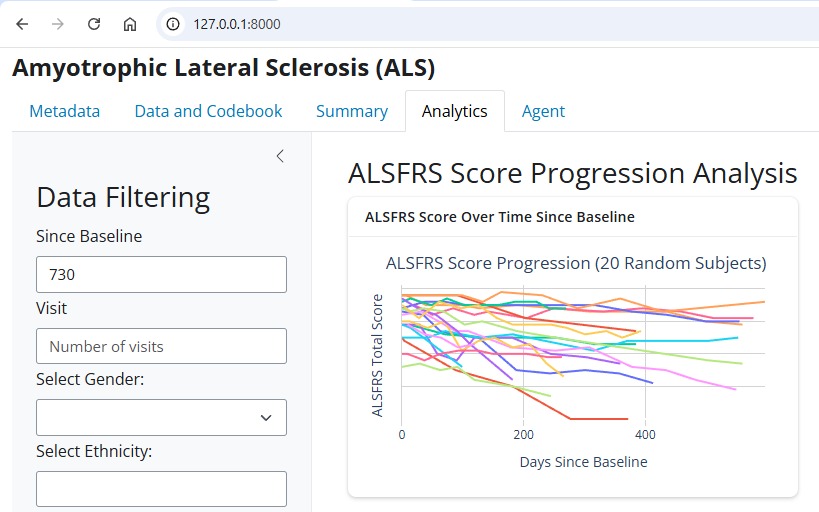 127.0.0.1:8000
Amyotrophic Lateral Sclerosis (ALS)
Metadata Data and Codebook Summary Analytics Agent
Data Filtering
Since Baseline
730
Visit
Number of visits
Select Gender:
Select Ethnicity:
ALSFRS Score Progression Analysis
ALSFRS Score Over Time Since Baseline
ALSFRS Score Progression (20 Random Subjects)
ALSFRS Total Score
0 200 400
Days Since Baseline